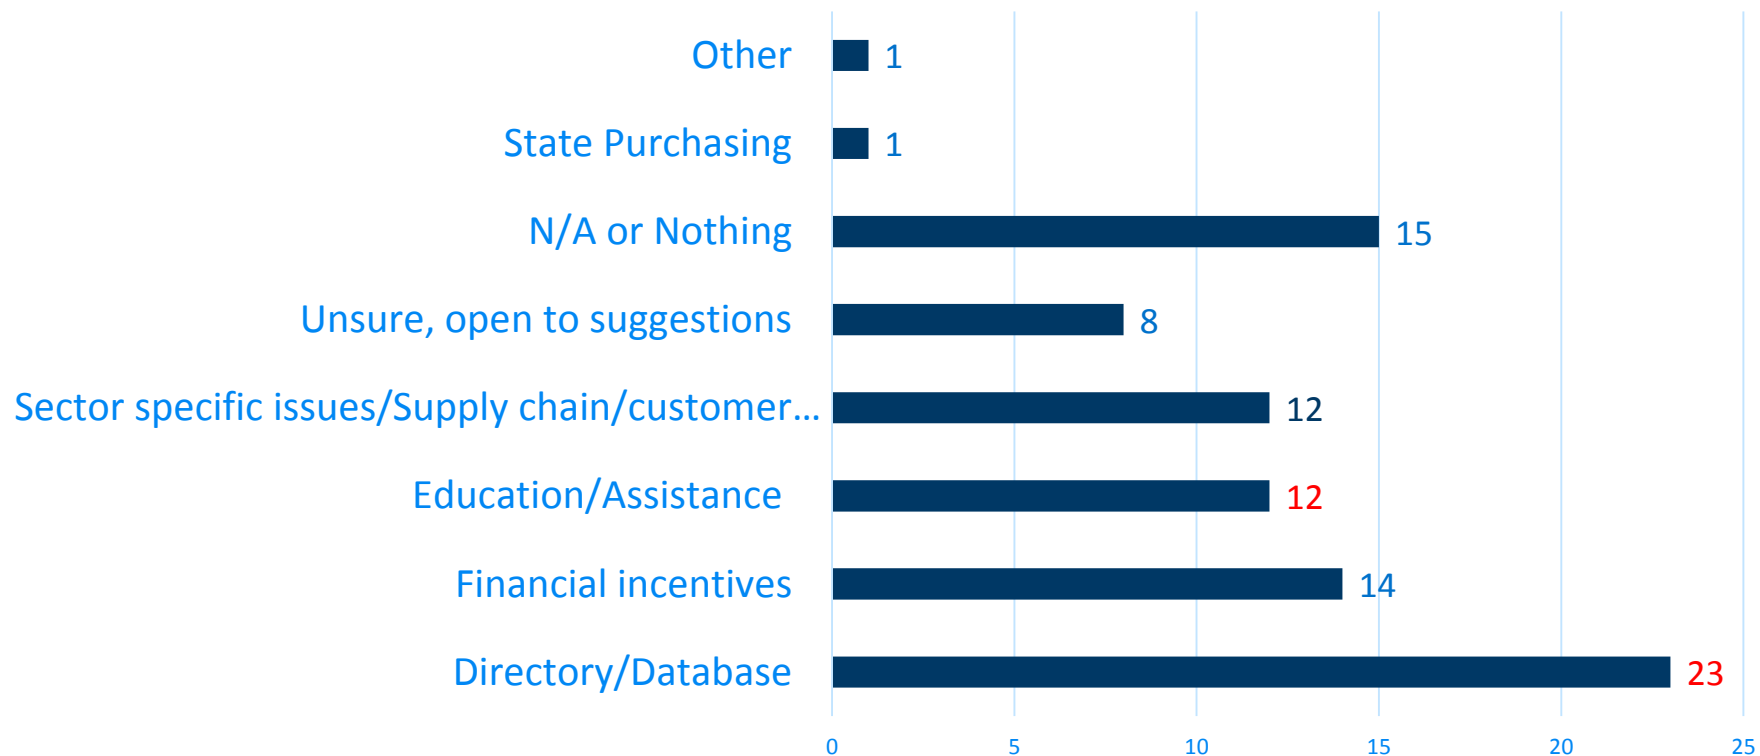 Other 1
State Purchasing 1
N/A or Nothing 15
Unsure, open to suggestions 8
Sector specific issues/Supply chain/customer... 12
Education/Assistance 12
Financial incentives 14
Directory/Database 23
0 5 10 15 20 25